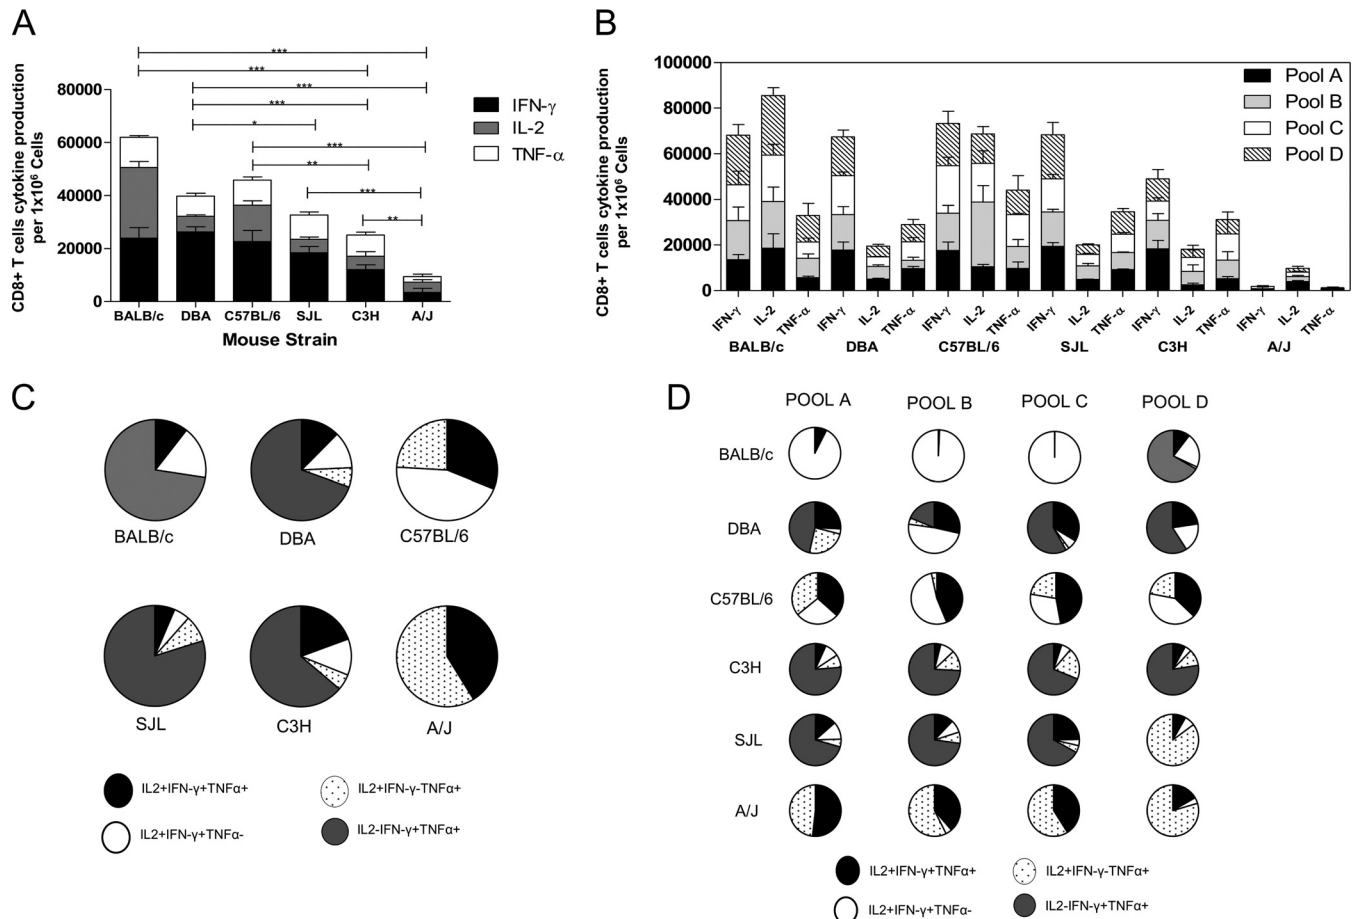 A
***
***
***
***
*
***
**
***
**
80000
60000
40000
20000
0
CD8+ T cells cytokine production
per 1x10⁶ Cells
BALB/c DBA C57BL/6 SJL C3H A/J
Mouse Strain
IFN-γ
IL-2
TNF-α
B
100000
80000
60000
40000
20000
0
CD8+ T cells cytokine production
per 1x10⁶ Cells
Pool A
Pool B
Pool C
Pool D
IFN-γ IL-2 TNF-α IFN-γ IL-2 TNF-α IFN-γ IL-2 TNF-α IFN-γ IL-2 TNF-α IFN-γ IL-2 TNF-α IFN-γ IL-2 TNF-α
BALB/c DBA C57BL/6 SJL C3H A/J
C
BALB/c DBA C57BL/6
SJL C3H A/J
IL2+IFN-γ+TNFα+ IL2+IFN-γ-TNFα+
IL2+IFN-γ+TNFα- IL2-IFN-γ+TNFα+
D
POOL A POOL B POOL C POOL D
BALB/c
DBA
C57BL/6
C3H
SJL
A/J
IL2+IFN-γ+TNFα+ IL2+IFN-γ-TNFα+
IL2+IFN-γ+TNFα- IL2-IFN-γ+TNFα+